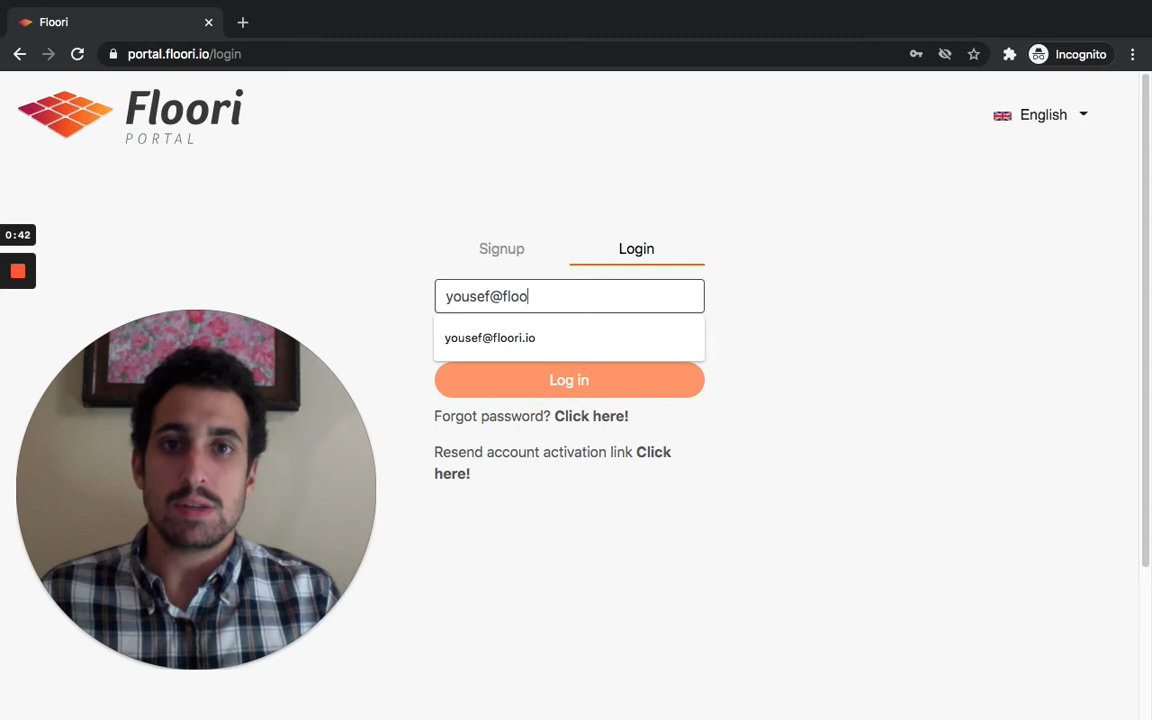 Floori
portal.floori.io/login
Incognito
Floori
PORTAL
English
0:42
Signup
Login
yousef@floo
yousef@floori.io
Log in
Forgot password? Click here!
Resend account activation link Click
here!